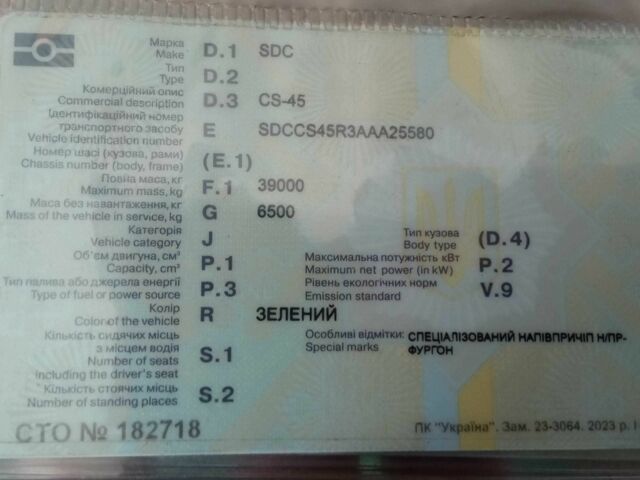 Марка
Make D.1 SDC
Тип
Type D.2
Комерційний опис
Commercial description D.3 CS-45
Ідентифікаційний номер
транспортного засобу
Vehicle identification number E SDCCS45R3AAA25580
Номер шасі (кузова, рами)
Chassis number (body, frame) (E.1)
Повна маса, кг
Maximum mass, kg F.1 39000
Маса без навантаження, кг
Mass of the vehicle in service, kg G 6500
Категорія
Vehicle category J
Тип кузова
Body type (D.4)
Об'єм двигуна, см³
Capacity, cm³ P.1
Максимальна потужність кВт
Maximum net power (in kW) P.2
Тип палива або джерела енергії
Type of fuel or power source P.3
Рівень екологічних норм
Emission standard V.9
Колір
Color of the vehicle R ЗЕЛЕНИЙ
Кількість сидячих місць
з місцем водія
Number of seats
including the driver's seat S.1
Особливі відмітки: СПЕЦІАЛІЗОВАНИЙ НАПІВПРИЧІП Н/ПР-
Special marks ФУРГОН
Кількість стоячих місць
Number of standing places S.2
СТО № 182718
ПК "Україна". Зам. 23-3064. 2023 р. І